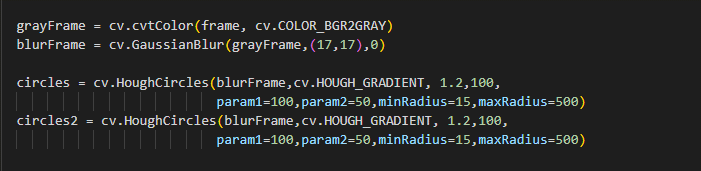 grayFrame = cv.cvtColor(frame, cv.COLOR_BGR2GRAY)
blurFrame = cv.GaussianBlur(grayFrame,(17,17),0)
circles = cv.HoughCircles(blurFrame,cv.HOUGH_GRADIENT, 1.2,100,
param1=100,param2=50,minRadius=15,maxRadius=500)
circles2 = cv.HoughCircles(blurFrame,cv.HOUGH_GRADIENT, 1.2,100,
param1=100,param2=50,minRadius=15,maxRadius=500)